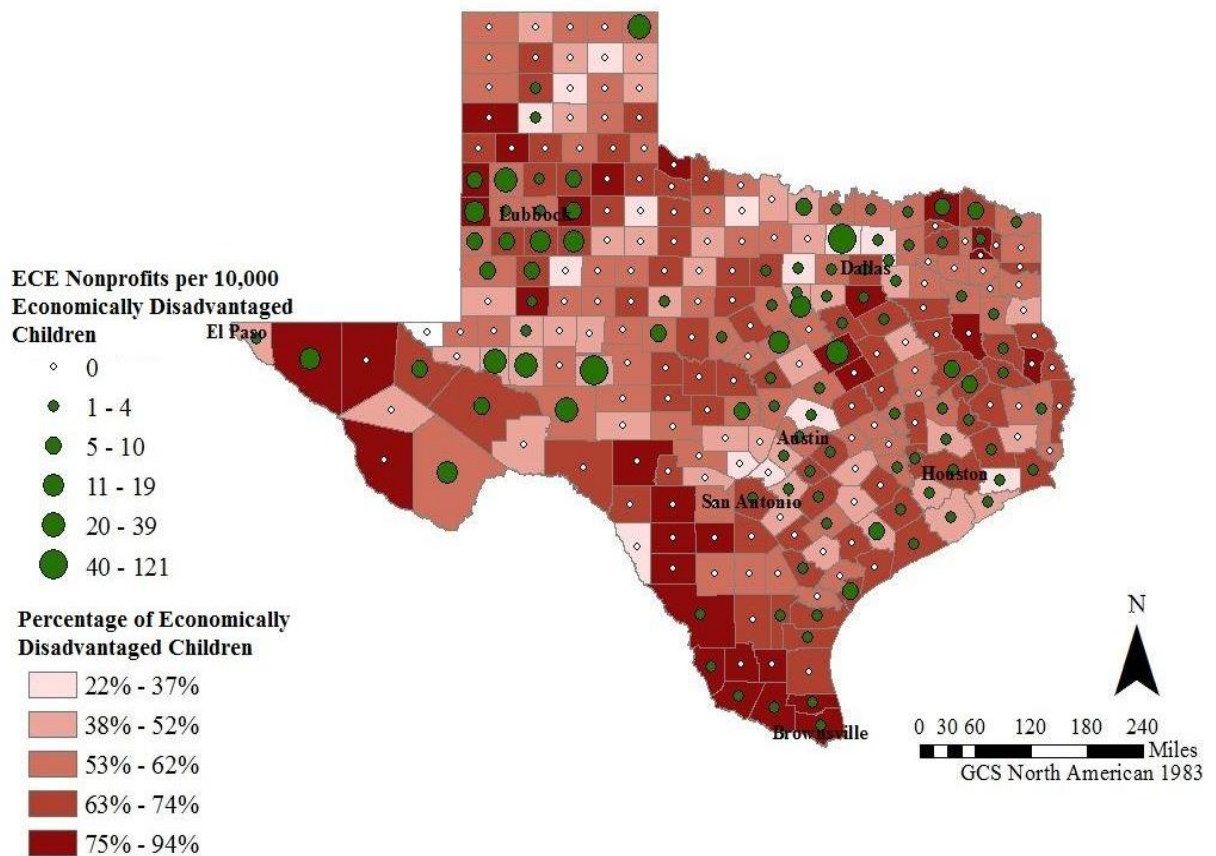 Lubbock
ECE Nonprofits per 10,000
Economically Disadvantaged
Children
El Paso
Dallas
0
1 - 4
5 - 10
11 - 19
20 - 39
40 - 121
Austin
Houston
San Antonio
Percentage of Economically
Disadvantaged Children
22% - 37%
38% - 52%
53% - 62%
63% - 74%
75% - 94%
Brownsville
N
0 30 60 120 180 240
Miles
GCS North American 1983